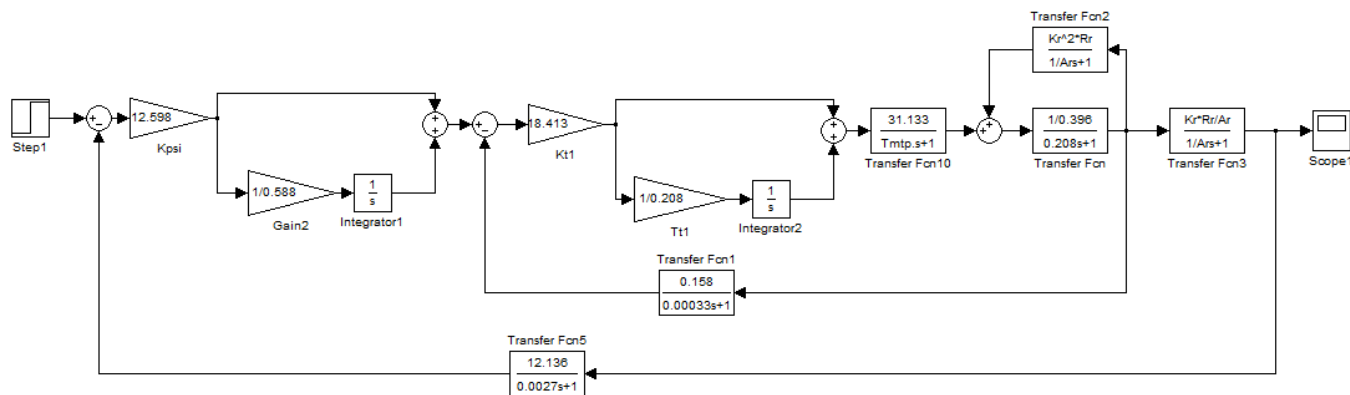 Transfer Fcn2
Kr^2*Rr
1/Ars+1
Step1
12.598
Kpsi
1/0.588
Gain2
1
s
Integrator1
18.413
Kt1
1/0.208
Tt1
1
s
Integrator2
31.133
Tmtp.s+1
Transfer Fcn10
1/0.396
0.208s+1
Transfer Fcn
Kr*Rr/Ar
1/Ars+1
Transfer Fcn3
Scope1
Transfer Fcn1
0.158
0.00033s+1
Transfer Fcn5
12.136
0.0027s+1